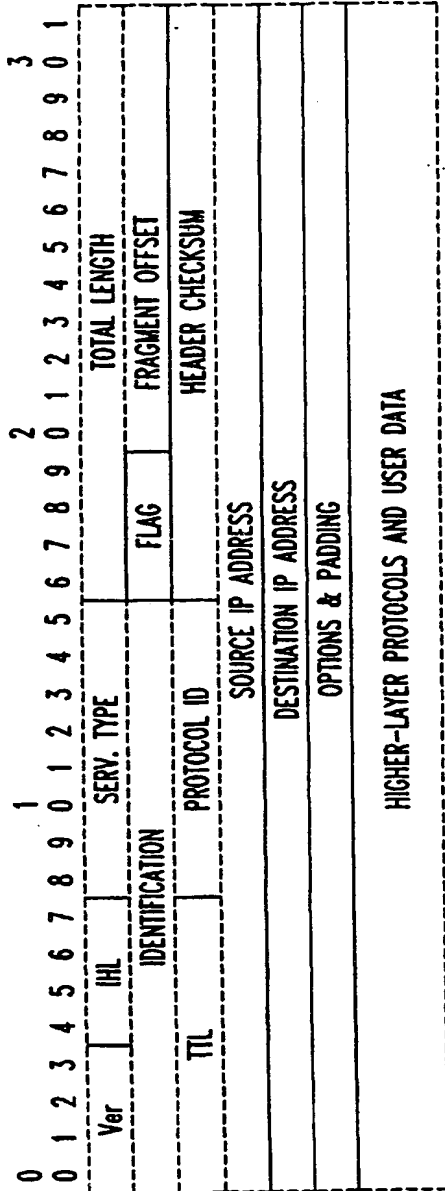 0 1 2 3
0 1 2 3 4 5 6 7 8 9 0 1 2 3 4 5 6 7 8 9 0 1 2 3 4 5 6 7 8 9 0 1
Ver IHL SERV. TYPE TOTAL LENGTH
IDENTIFICATION FLAG FRAGMENT OFFSET
TTL PROTOCOL ID HEADER CHECKSUM
SOURCE IP ADDRESS
DESTINATION IP ADDRESS
OPTIONS & PADDING
HIGHER-LAYER PROTOCOLS AND USER DATA